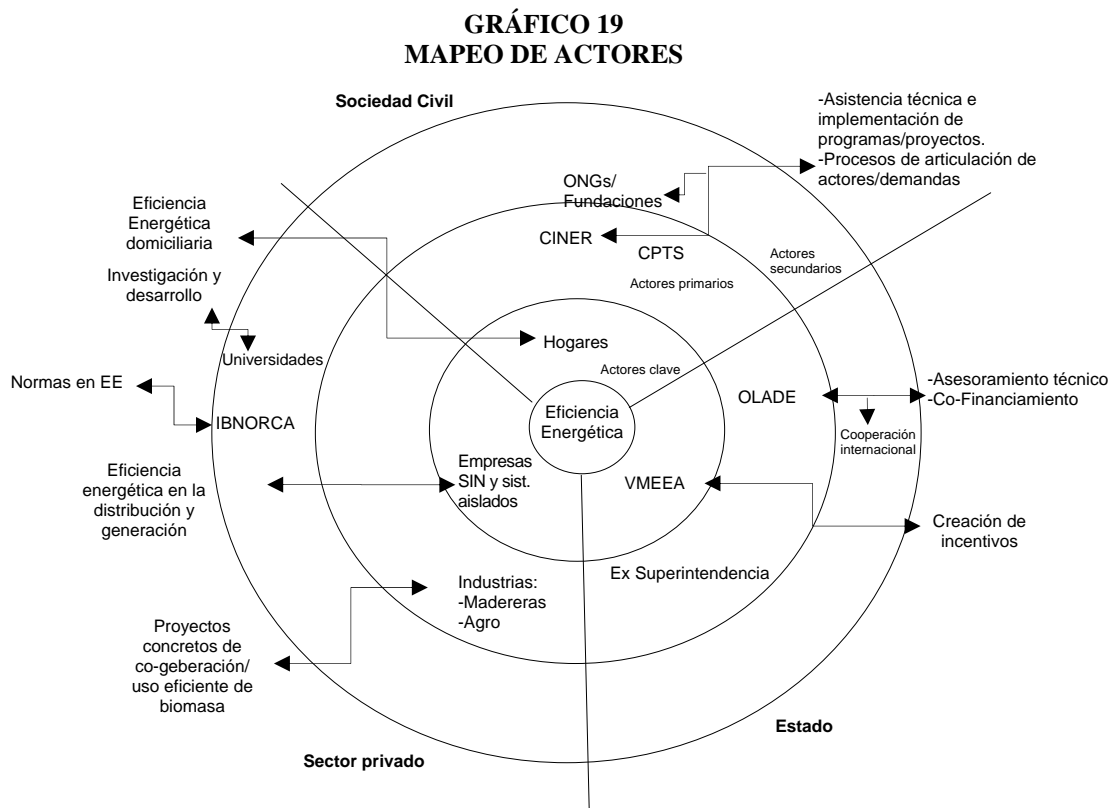 GRÁFICO 19
MAPEO DE ACTORES
Sociedad Civil
-Asistencia técnica e
implementación de
programas/proyectos.
-Procesos de articulación de
actores/demandas
ONGs/
Fundaciones
Eficiencia
Energética
domiciliaria
CINER
CPTS
Actores
secundarios
Actores primarios
Investigación y
desarrollo
Universidades
Hogares
Actores clave
Normas en EE
IBNORCA
Eficiencia
Energética
OLADE
-Asesoramiento técnico
-Co-Financiamiento
Cooperación
internacional
Eficiencia
energética en la
distribución y
generación
Empresas
SIN y sist.
aislados
VMEEA
Creación de
incentivos
Industrias:
-Madereras
-Agro
Ex Superintendencia
Proyectos
concretos de
co-geberación/
uso eficiente de
biomasa
Estado
Sector privado